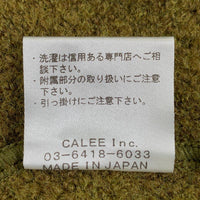 ・洗濯は信用ある専門店へご相
談下さい。
・附属部分の取り扱いにご注意
下さい。
・引っ掛けにご注意下さい。
CALEE Inc.
03-6418-6033
MADE IN JAPAN